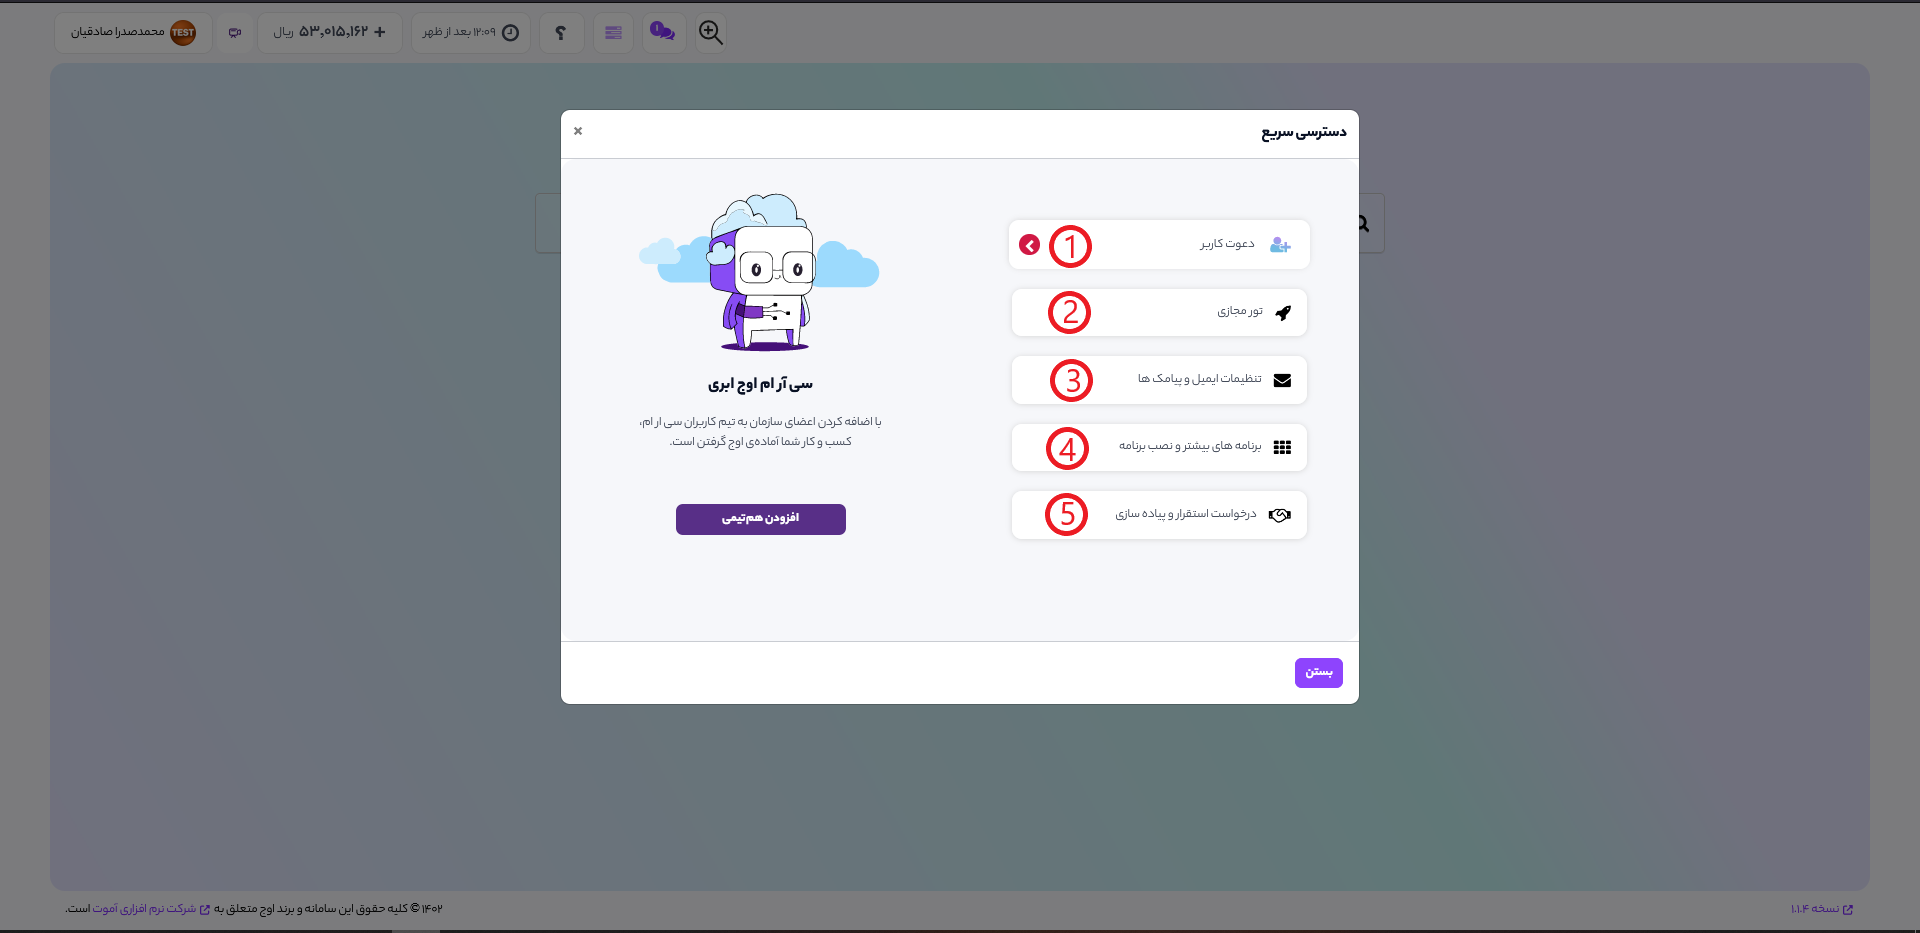 محمدصدرا صادقیان
TEST
۵۳,۰۱۵,۱۶۲ ریال
۱۲:۰۹ بعد از ظهر
؟
۱
دسترسی سریع
×
دعوت کاربر
1
تور مجازی
2
تنظیمات ایمیل و پیامک ها
3
برنامه های بیشتر و نصب برنامه
4
درخواست استقرار و پیاده سازی
5
سی آر ام اوج ابری
با اضافه کردن اعضای سازمان به تیم کاربران سی ار ام،
کسب و کار شما آماده‌ی اوج گرفتن است.
افزودن هم‌تیمی
بستن
نسخه ۱.۱.۴
۱۴۰۲ © کلیه حقوق این سامانه و برند اوج متعلق به شرکت نرم افزاری آموت است.